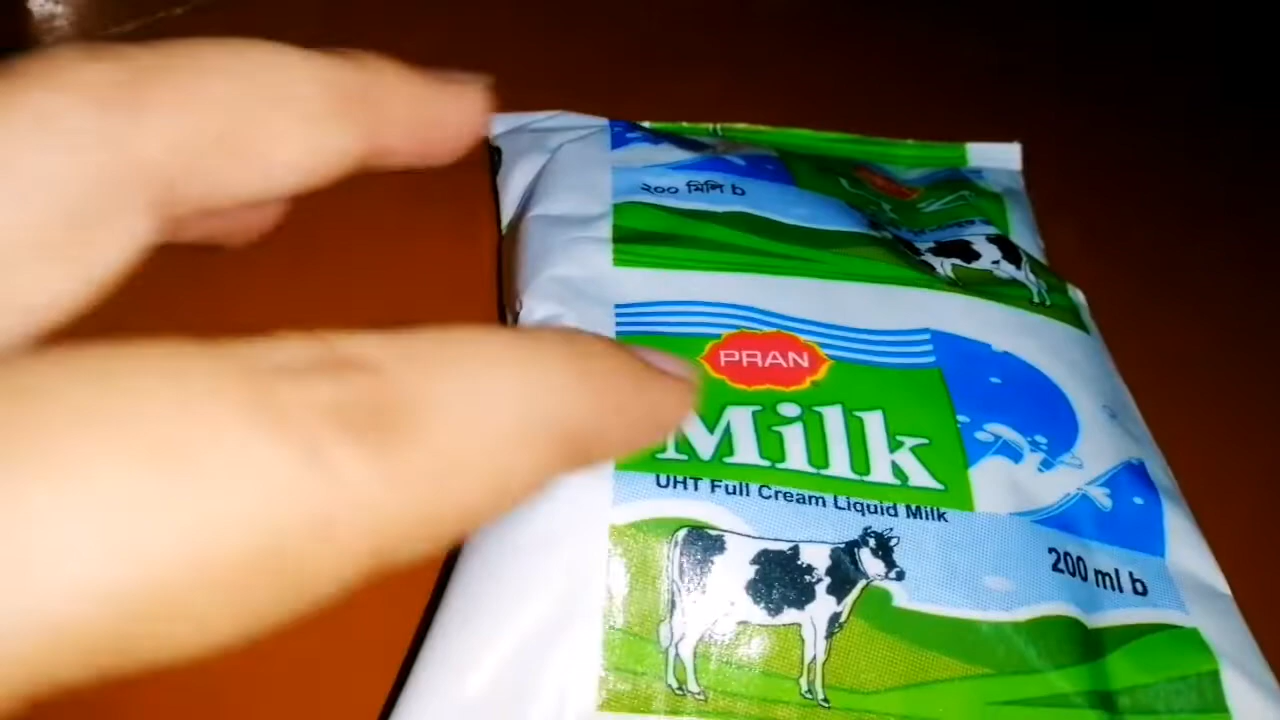 ২০০ মিলি b
PRAN
Milk
UHT Full Cream Liquid Milk
200 ml b